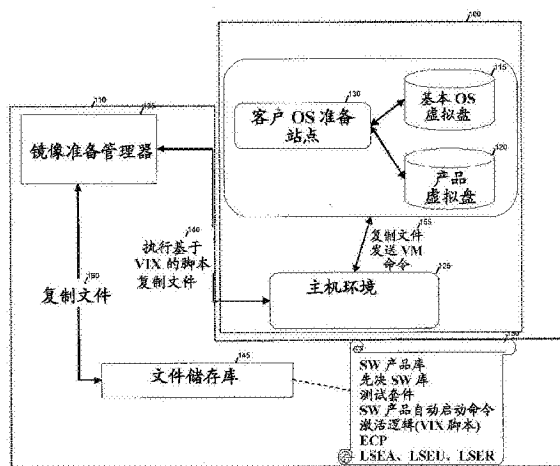 100
110
135
镜像准备管理器
130
客户 OS 准备
站点
115
基本 OS
虚拟盘
120
产品
虚拟盘
140
执行基于
VIX 的脚本
复制文件
155
复制文件
发送 VM
命令
125
主机环境
160
复制文件
145
文件储存库
150
SW 产品库
先决 SW 库
测试套件
SW 产品自动启动命令
激活逻辑(VIX 脚本)
ECP
LSEA、LSEU、LSER